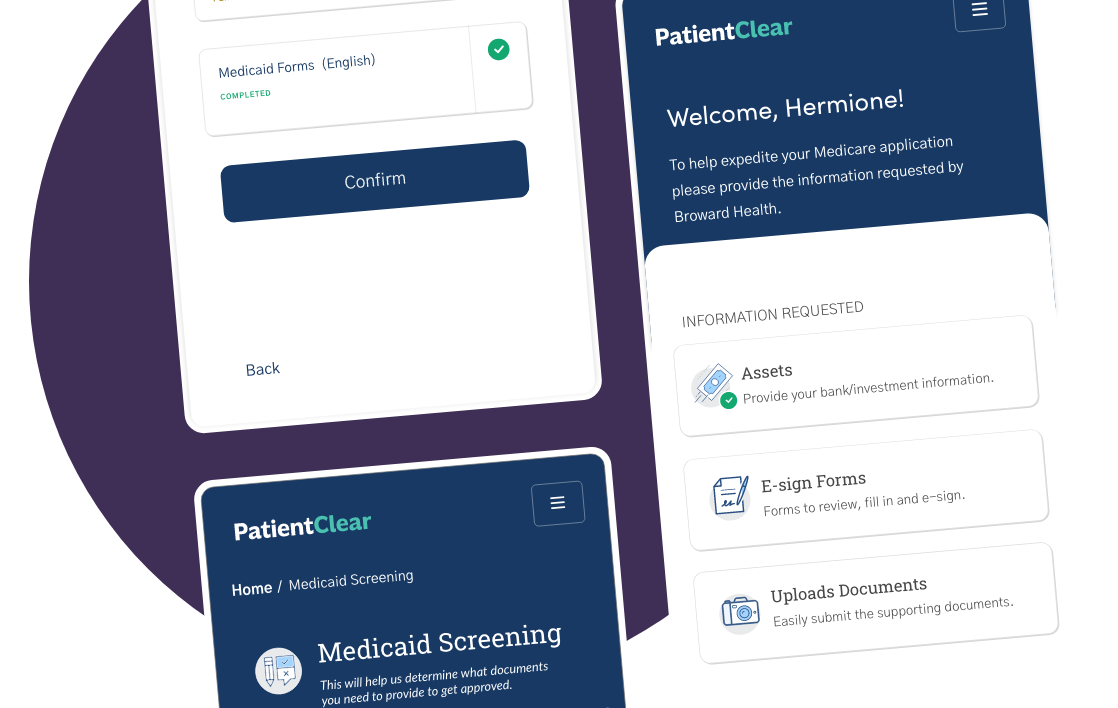 Medicaid Forms (English)
COMPLETED
Confirm
Back
PatientClear
Home / Medicaid Screening
Medicaid Screening
This will help us determine what documents
you need to provide to get approved.
PatientClear
Welcome, Hermione!
To help expedite your Medicare application
please provide the information requested by
Broward Health.
INFORMATION REQUESTED
Assets
Provide your bank/investment information.
E-sign Forms
Forms to review, fill in and e-sign.
Uploads Documents
Easily submit the supporting documents.